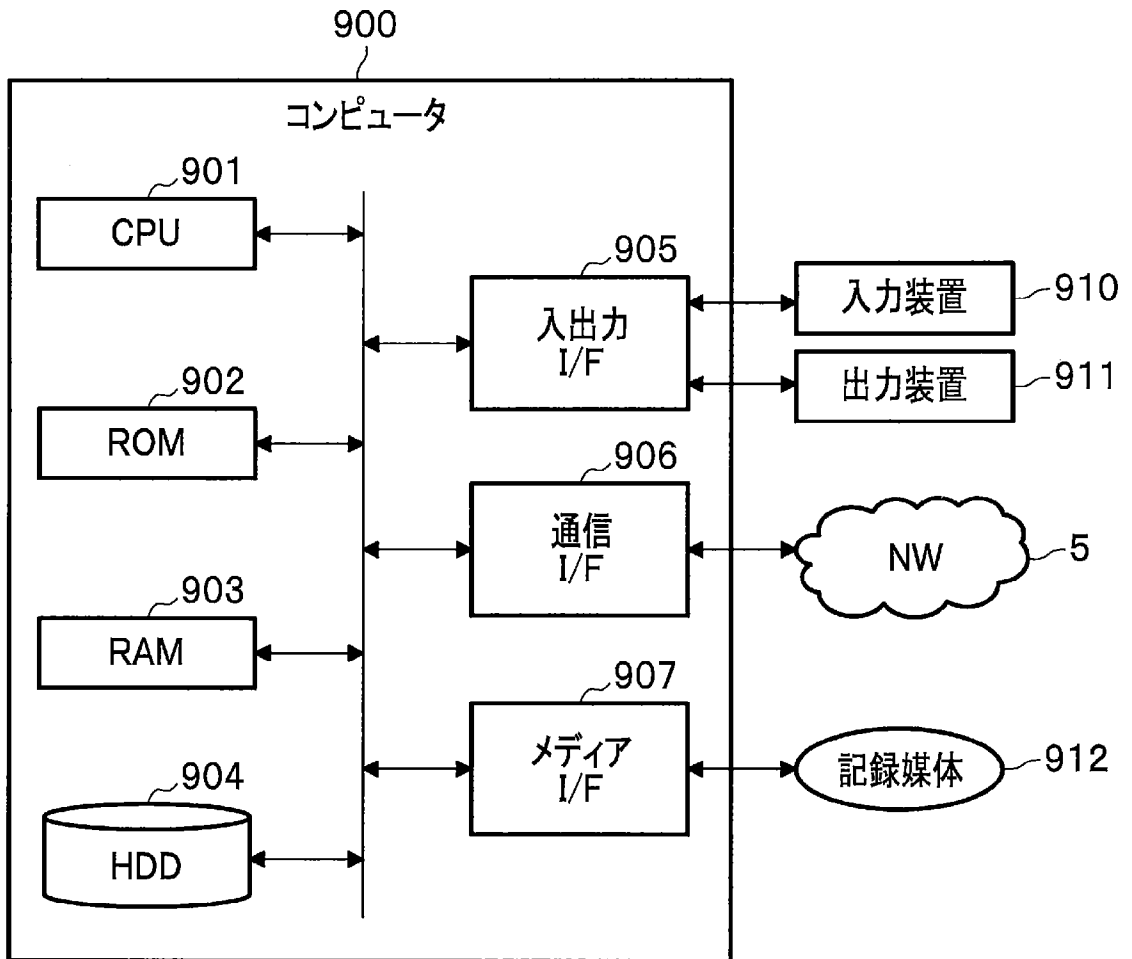 900
コンピュータ
901
CPU
902
ROM
903
RAM
904
HDD
905
入出力
I/F
906
通信
I/F
907
メディア
I/F
入力装置
910
出力装置
911
NW
5
記録媒体
912